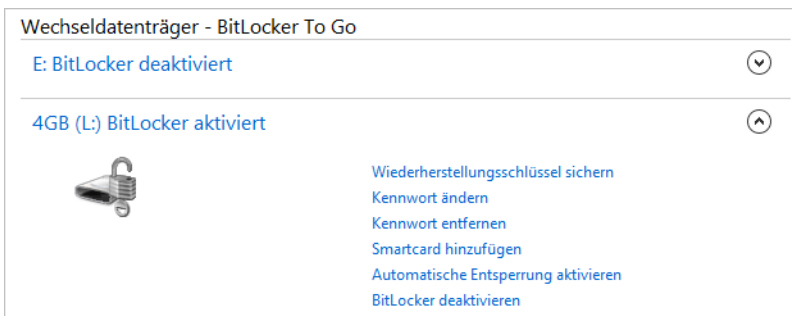 Wechseldatenträger - BitLocker To Go
E: BitLocker deaktiviert
4GB (L:) BitLocker aktiviert
Wiederherstellungsschlüssel sichern
Kennwort ändern
Kennwort entfernen
Smartcard hinzufügen
Automatische Entsperrung aktivieren
BitLocker deaktivieren